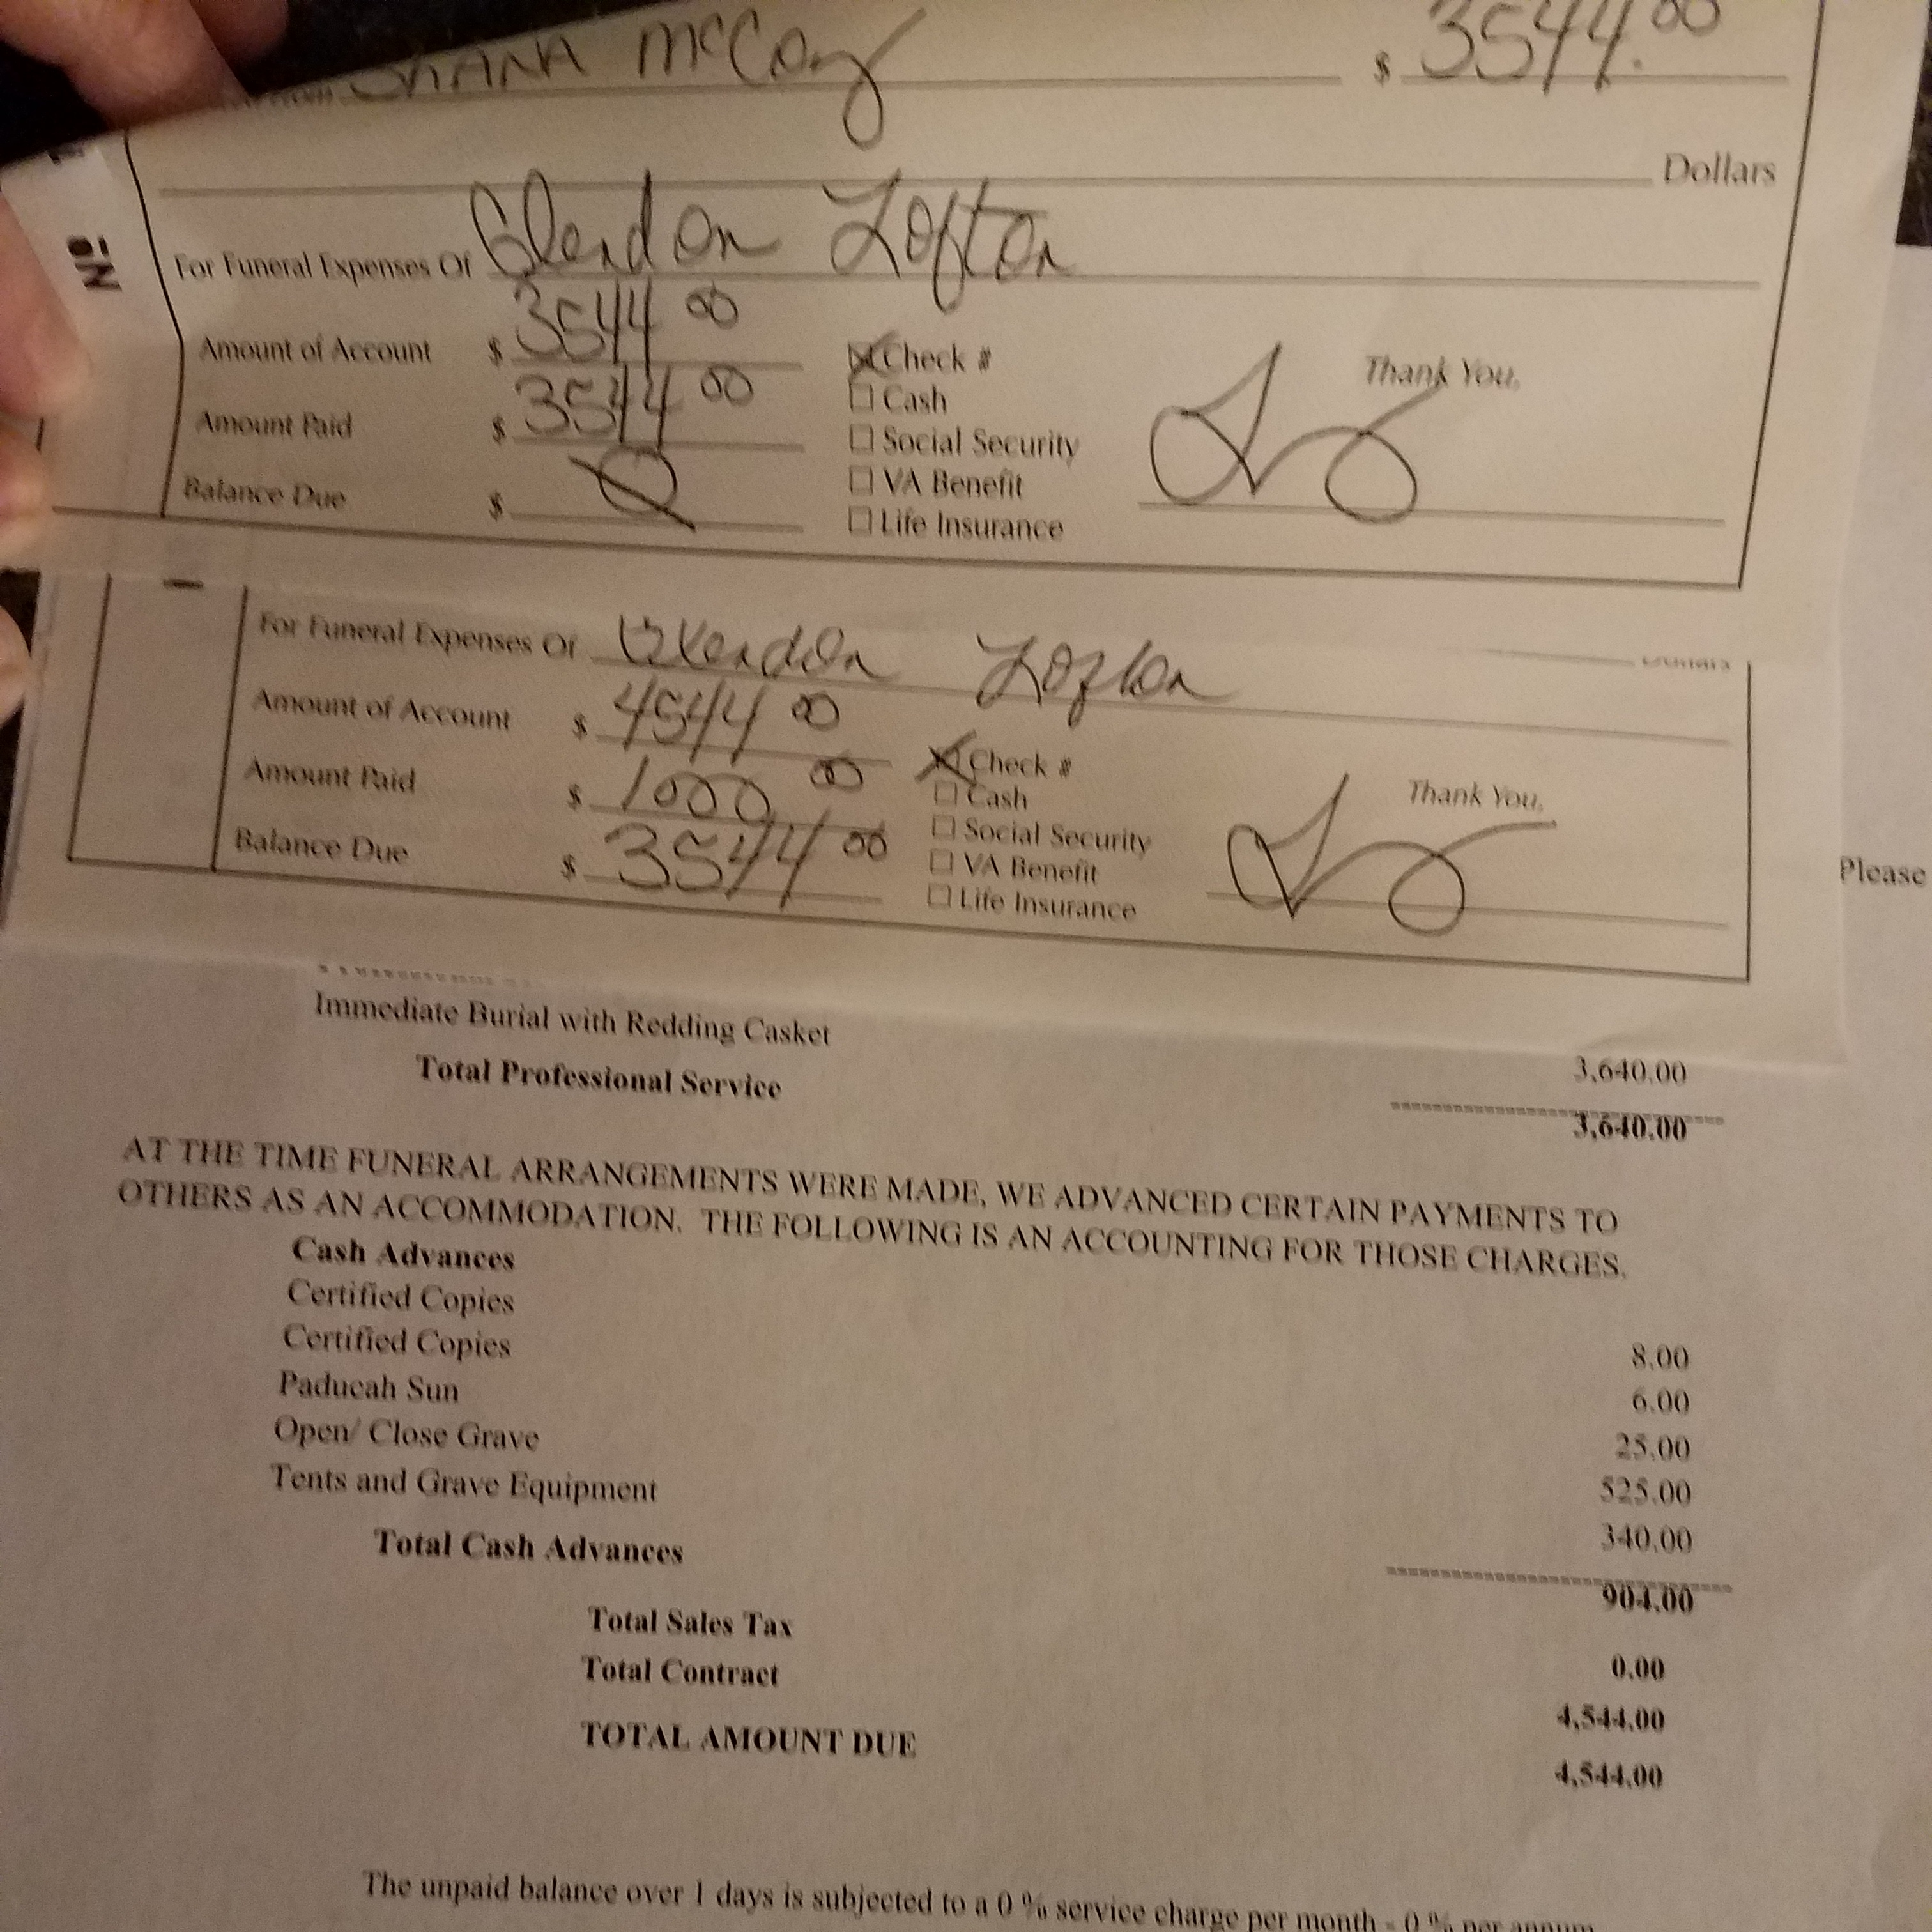 SHANA McCoy $ 3544.00
Dollars
No
For Funeral Expenses Of Glendon Lofton
Amount of Account $ 3544 00
Amount Paid $ 3544 00
Balance Due $ 0
Check #
Cash
Social Security
VA Benefit
Life Insurance
Thank You,
For Funeral Expenses Of Glendon Lofton
Dollars
Amount of Account $ 4544 00
Amount Paid $ 1000 00
Balance Due $ 3544 00
Check #
Cash
Social Security
VA Benefit
Life Insurance
Thank You,
Please
Immediate Burial with Redding Casket 3,640.00
Total Professional Service 3,640.00
AT THE TIME FUNERAL ARRANGEMENTS WERE MADE, WE ADVANCED CERTAIN PAYMENTS TO
OTHERS AS AN ACCOMMODATION. THE FOLLOWING IS AN ACCOUNTING FOR THOSE CHARGES.
Cash Advances
Certified Copies 8.00
Certified Copies 6.00
Paducah Sun 25.00
Open/ Close Grave 525.00
Tents and Grave Equipment 340.00
Total Cash Advances 904.00
Total Sales Tax 0.00
Total Contract 4,544.00
TOTAL AMOUNT DUE 4,544.00
The unpaid balance over 1 days is subjected to a 0 % service charge per month - 0 % per annum